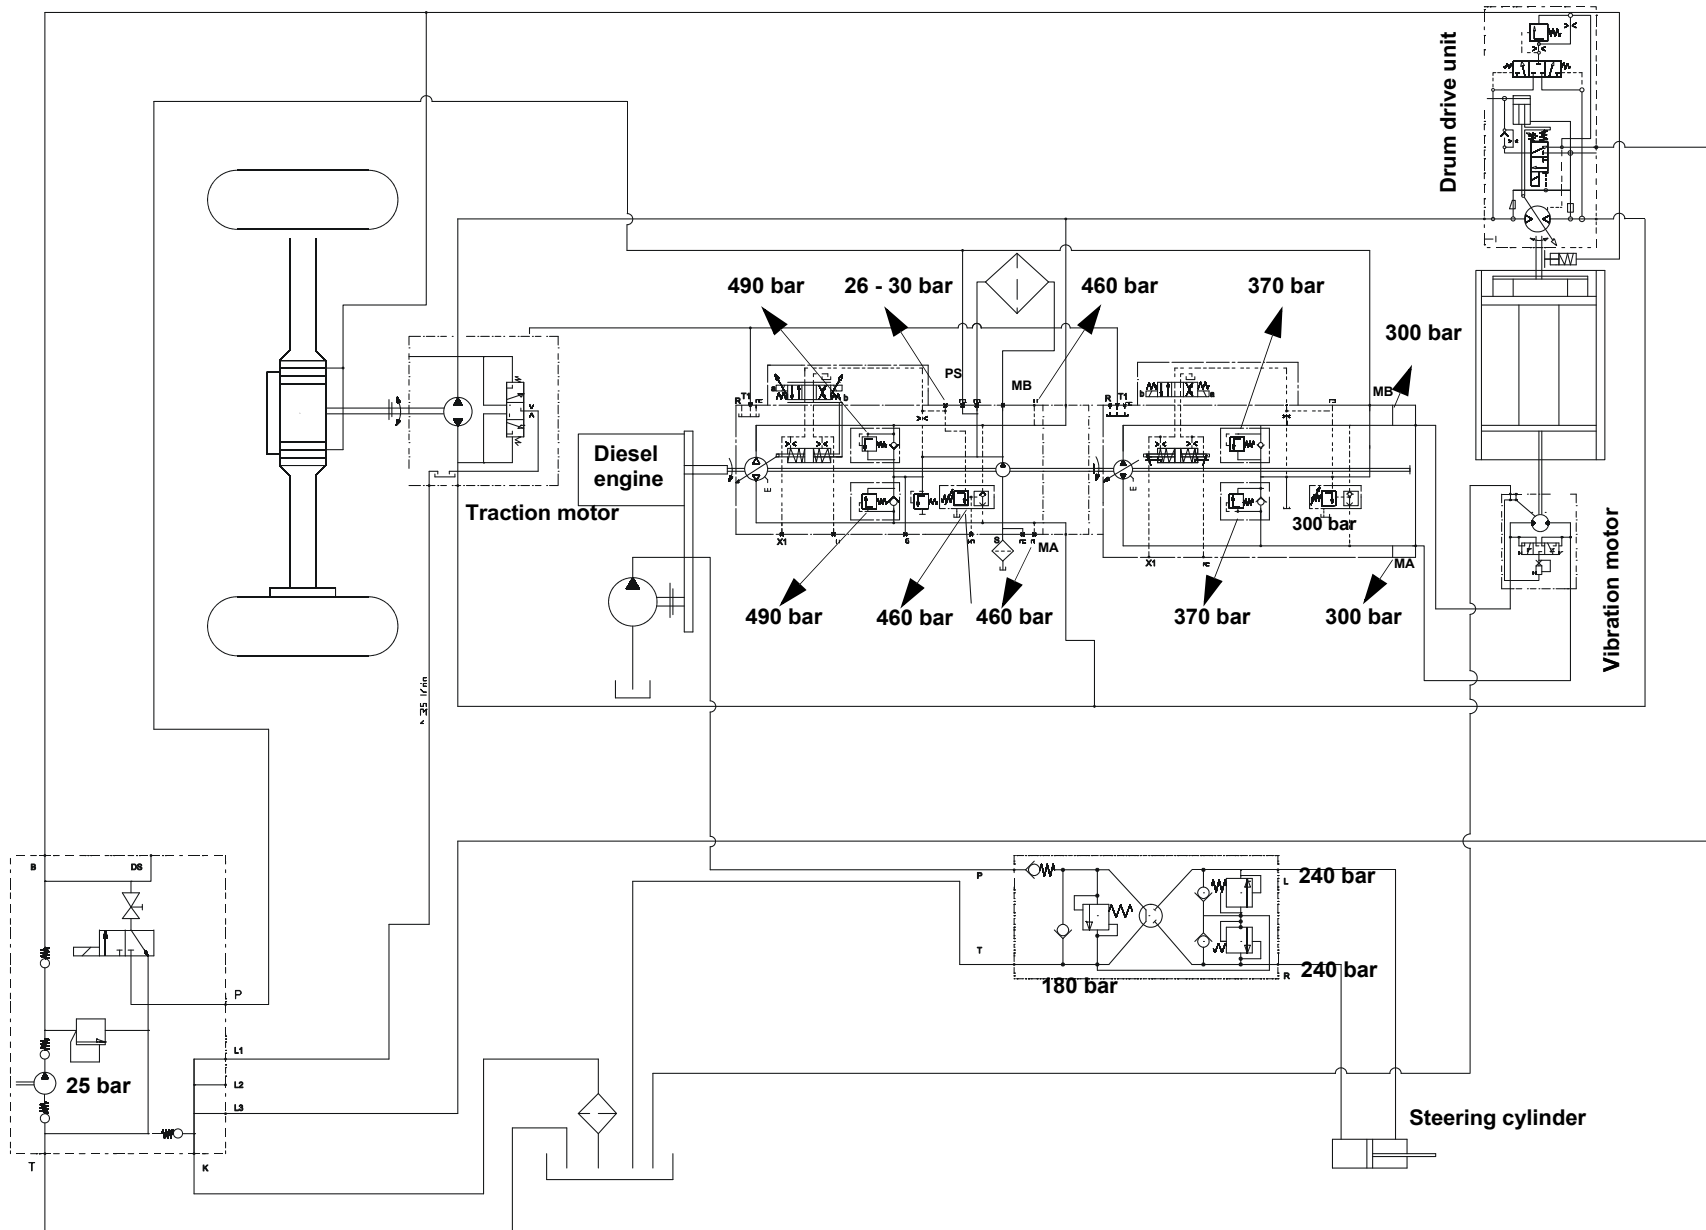 Drum drive unit
490 bar
26 - 30 bar
460 bar
370 bar
300 bar
PS
MB
MB
R
T1
a
b
R
T1
b
a
Diesel
engine
Traction motor
E
E
300 bar
X1
G
S
MA
X1
MA
490 bar
460 bar
460 bar
370 bar
300 bar
Vibration motor
B
DS
P
L
240 bar
T
R
240 bar
180 bar
P
L1
25 bar
L2
L3
Steering cylinder
T
K